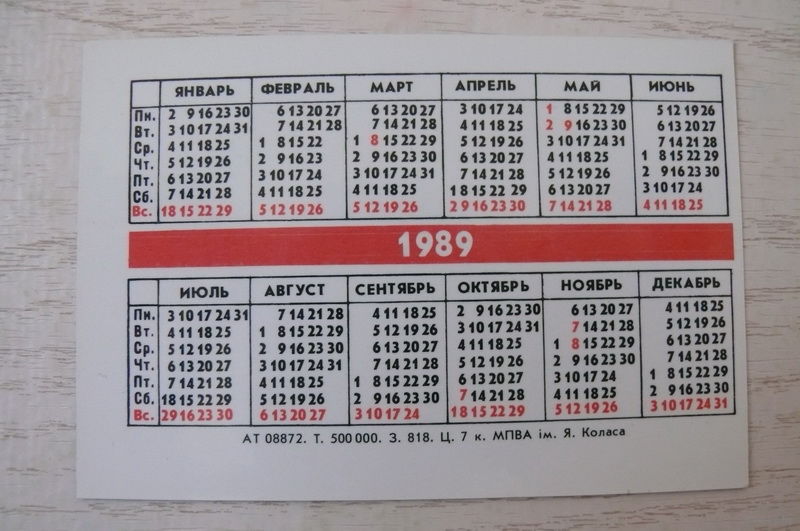 ЯНВАРЬ ФЕВРАЛЬ МАРТ АПРЕЛЬ МАЙ ИЮНЬ
Пн. 2 9 16 23 30 6 13 20 27 6 13 20 27 3 10 17 24 1 8 15 22 29 5 12 19 26
Вт. 3 10 17 24 31 7 14 21 28 7 14 21 28 4 11 18 25 2 9 16 23 30 6 13 20 27
Ср. 4 11 18 25 1 8 15 22 1 8 15 22 29 5 12 19 26 3 10 17 24 31 7 14 21 28
Чт. 5 12 19 26 2 9 16 23 2 9 16 23 30 6 13 20 27 4 11 18 25 1 8 15 22 29
Пт. 6 13 20 27 3 10 17 24 3 10 17 24 31 7 14 21 28 5 12 19 26 2 9 16 23 30
Сб. 7 14 21 28 4 11 18 25 4 11 18 25 1 8 15 22 29 6 13 20 27 3 10 17 24
Вс. 1 8 15 22 29 5 12 19 26 5 12 19 26 2 9 16 23 30 7 14 21 28 4 11 18 25
1989
ИЮЛЬ АВГУСТ СЕНТЯБРЬ ОКТЯБРЬ НОЯБРЬ ДЕКАБРЬ
Пн. 3 10 17 24 31 7 14 21 28 4 11 18 25 2 9 16 23 30 6 13 20 27 4 11 18 25
Вт. 4 11 18 25 1 8 15 22 29 5 12 19 26 3 10 17 24 31 7 14 21 28 5 12 19 26
Ср. 5 12 19 26 2 9 16 23 30 6 13 20 27 4 11 18 25 1 8 15 22 29 6 13 20 27
Чт. 6 13 20 27 3 10 17 24 31 7 14 21 28 5 12 19 26 2 9 16 23 30 7 14 21 28
Пт. 7 14 21 28 4 11 18 25 1 8 15 22 29 6 13 20 27 3 10 17 24 1 8 15 22 29
Сб. 1 8 15 22 29 5 12 19 26 2 9 16 23 30 7 14 21 28 4 11 18 25 2 9 16 23 30
Вс. 2 9 16 23 30 6 13 20 27 3 10 17 24 1 8 15 22 29 5 12 19 26 3 10 17 24 31
АТ 08872. Т. 500 000. З. 818. Ц. 7 к. МПВА ім. Я. Коласа